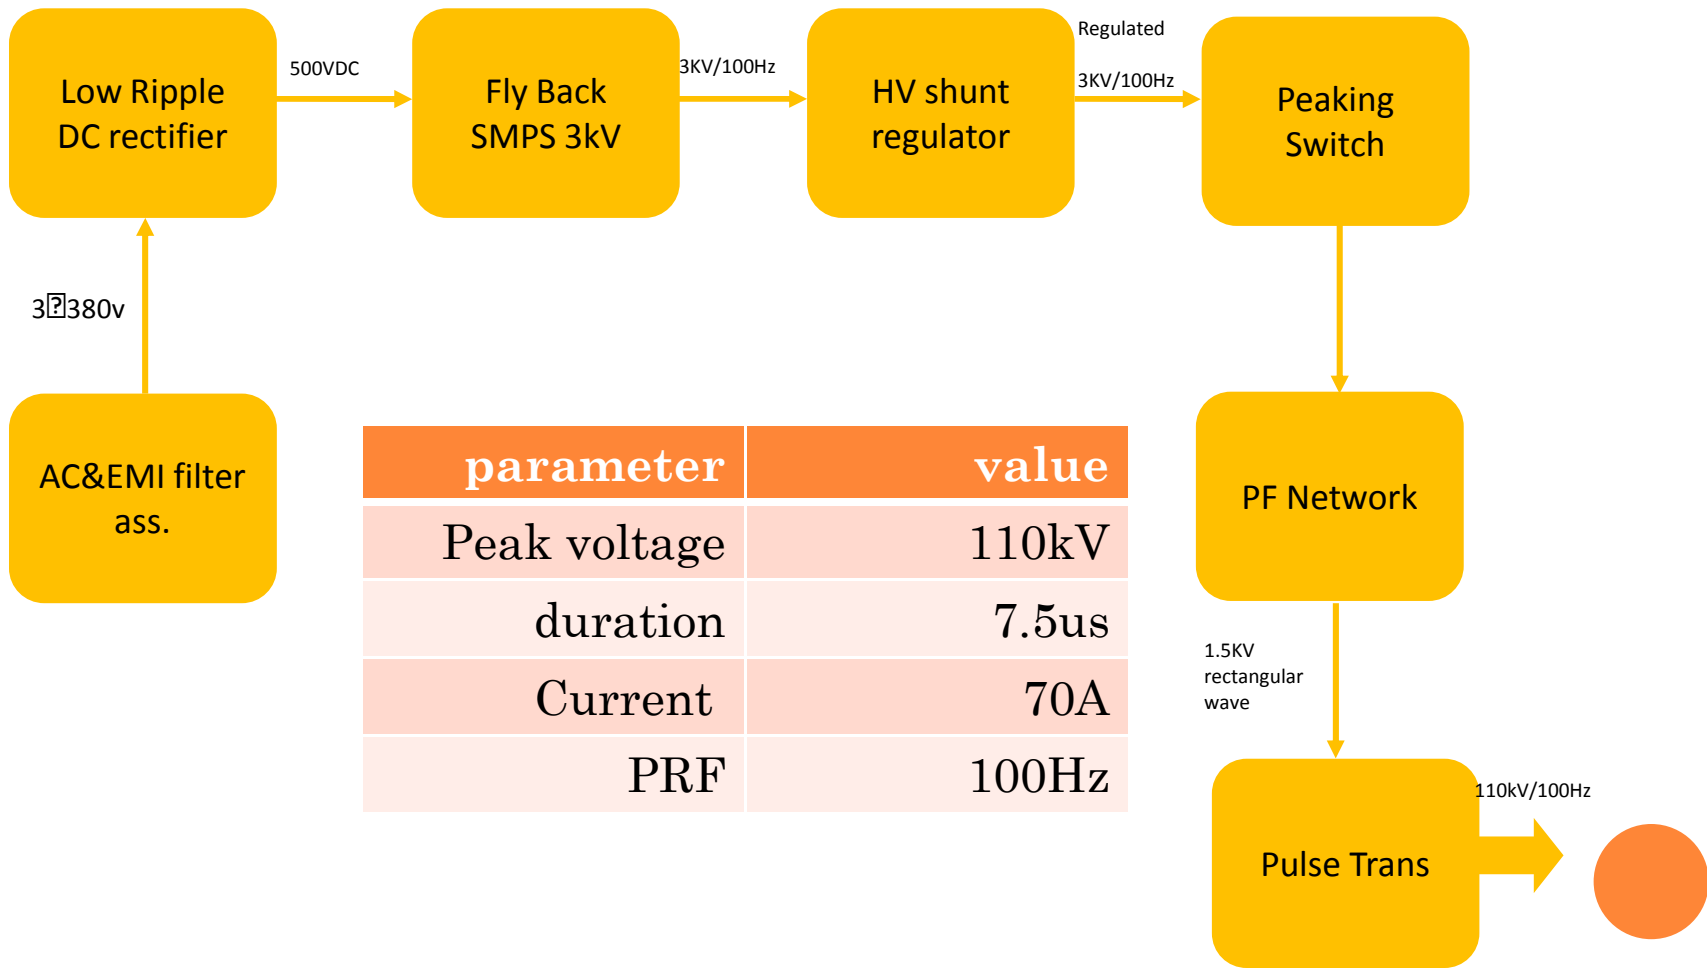 Low Ripple
DC rectifier
500VDC
Fly Back
SMPS 3kV
3KV/100Hz
HV shunt
regulator
Regulated
3KV/100Hz
Peaking
Switch
3⍰380v
AC&EMI filter
ass.
parameter value
Peak voltage 110kV
duration 7.5us
Current 70A
PRF 100Hz
PF Network
1.5KV
rectangular
wave
Pulse Trans
110kV/100Hz